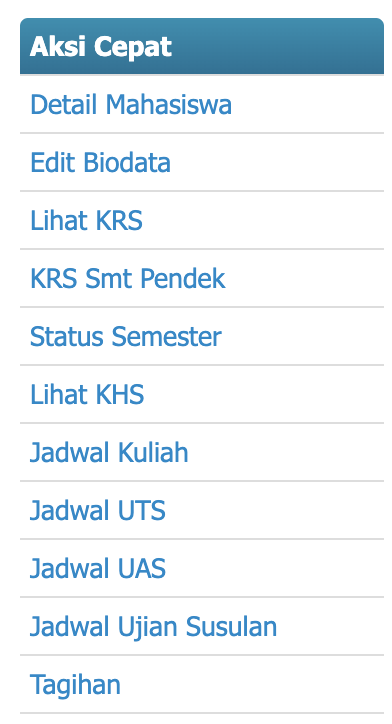 Aksi Cepat
Detail Mahasiswa
Edit Biodata
Lihat KRS
KRS Smt Pendek
Status Semester
Lihat KHS
Jadwal Kuliah
Jadwal UTS
Jadwal UAS
Jadwal Ujian Susulan
Tagihan